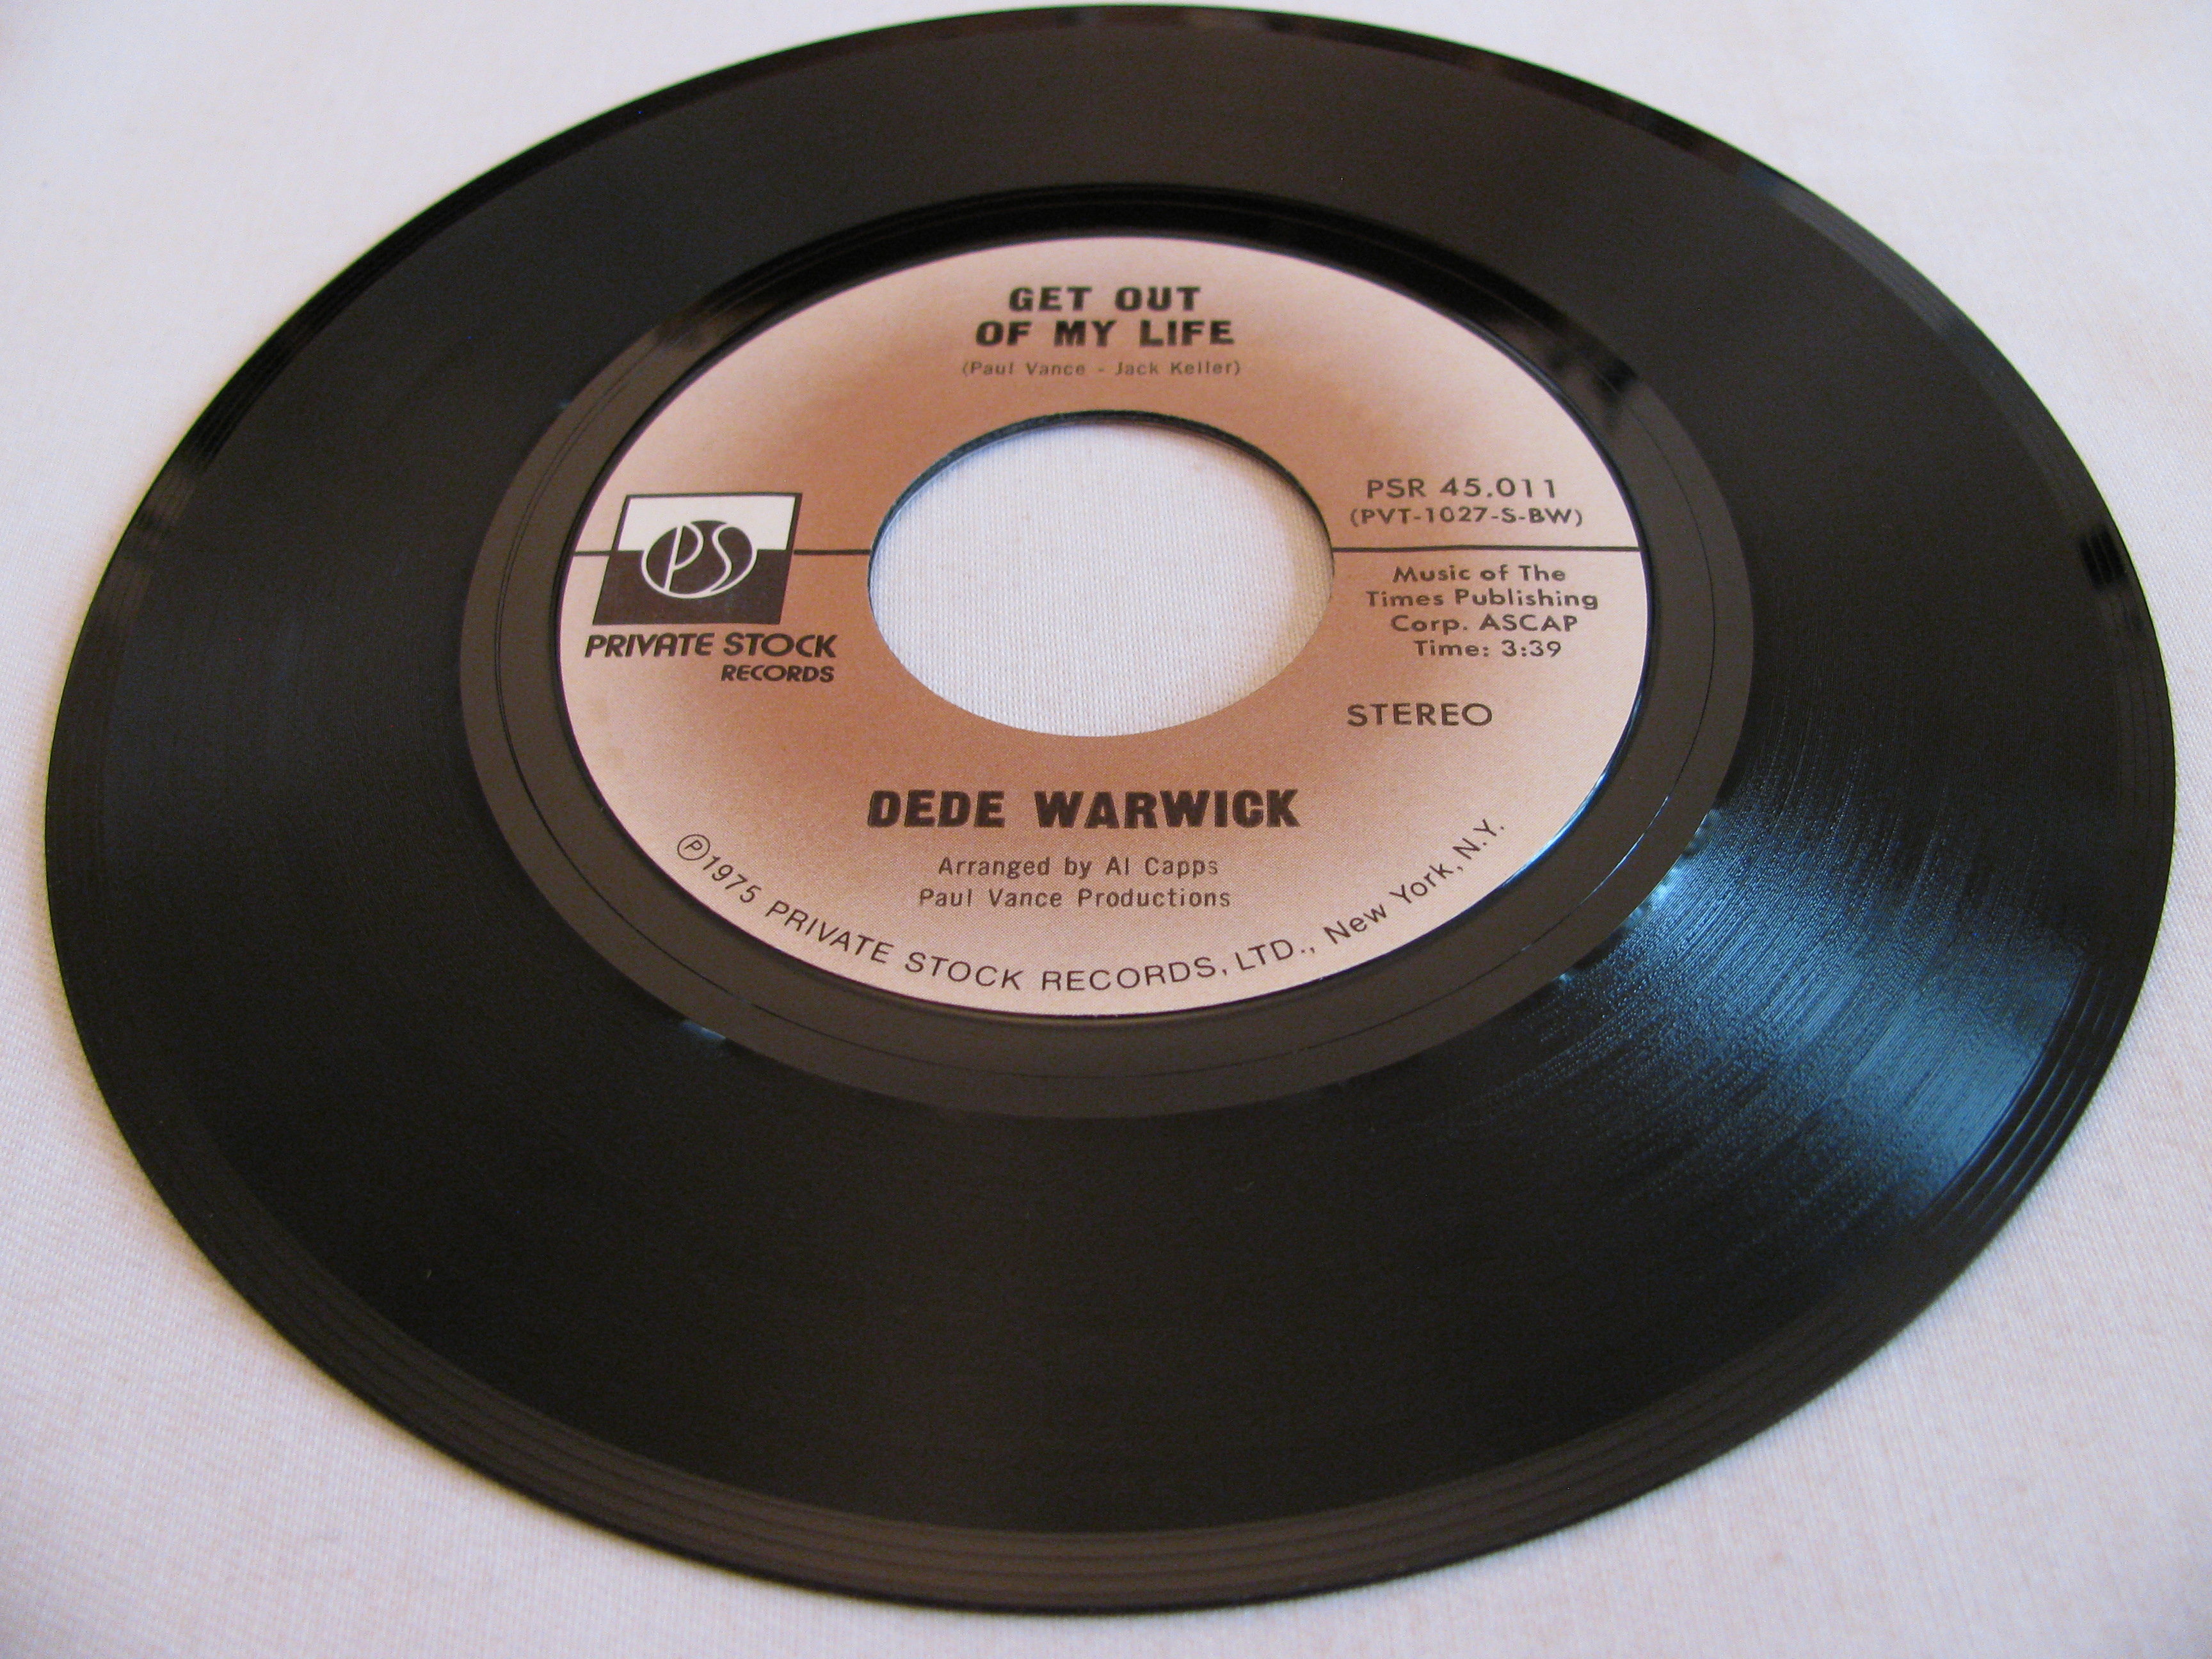 GET OUT
OF MY LIFE
(Paul Vance - Jack Keller)
PSR 45.011
(PVT-1027-S-BW)
PS
PRIVATE STOCK
RECORDS
Music of The
Times Publishing
Corp. ASCAP
Time: 3:39
STEREO
DEDE WARWICK
Arranged by Al Capps
Paul Vance Productions
Ⓟ1975 PRIVATE STOCK RECORDS, LTD., New York, N.Y.